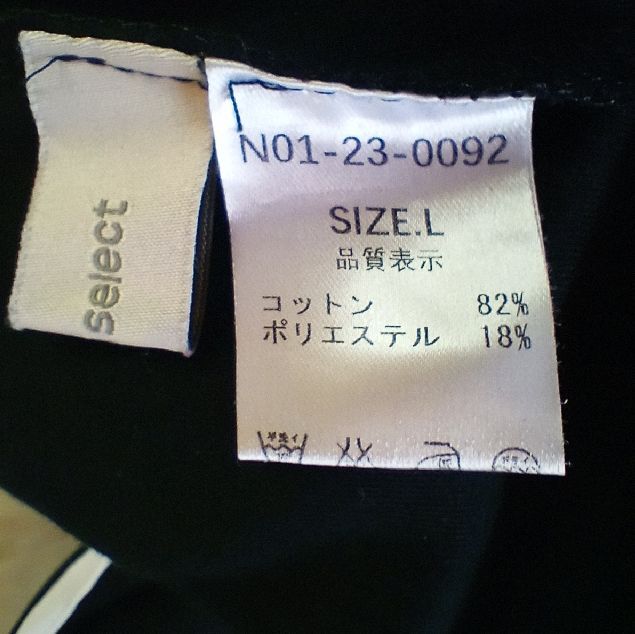 select
N01-23-0092
SIZE.L
品質表示
コットン 82%
ポリエステル 18%